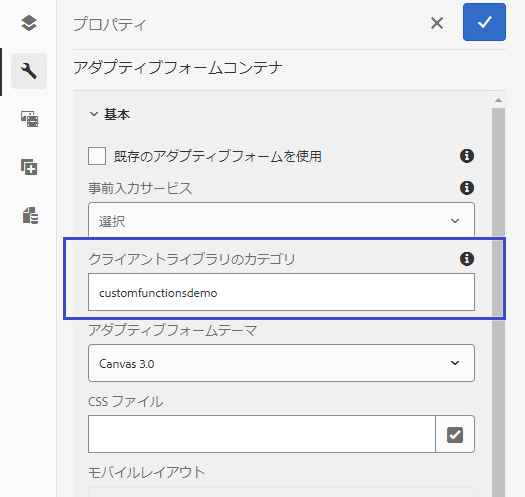 プロパティ
アダプティブフォームコンテナ
基本
既存のアダプティブフォームを使用
事前入力サービス
選択
クライアントライブラリのカテゴリ
customfunctionsdemo
アダプティブフォームテーマ
Canvas 3.0
CSS ファイル
モバイルレイアウト